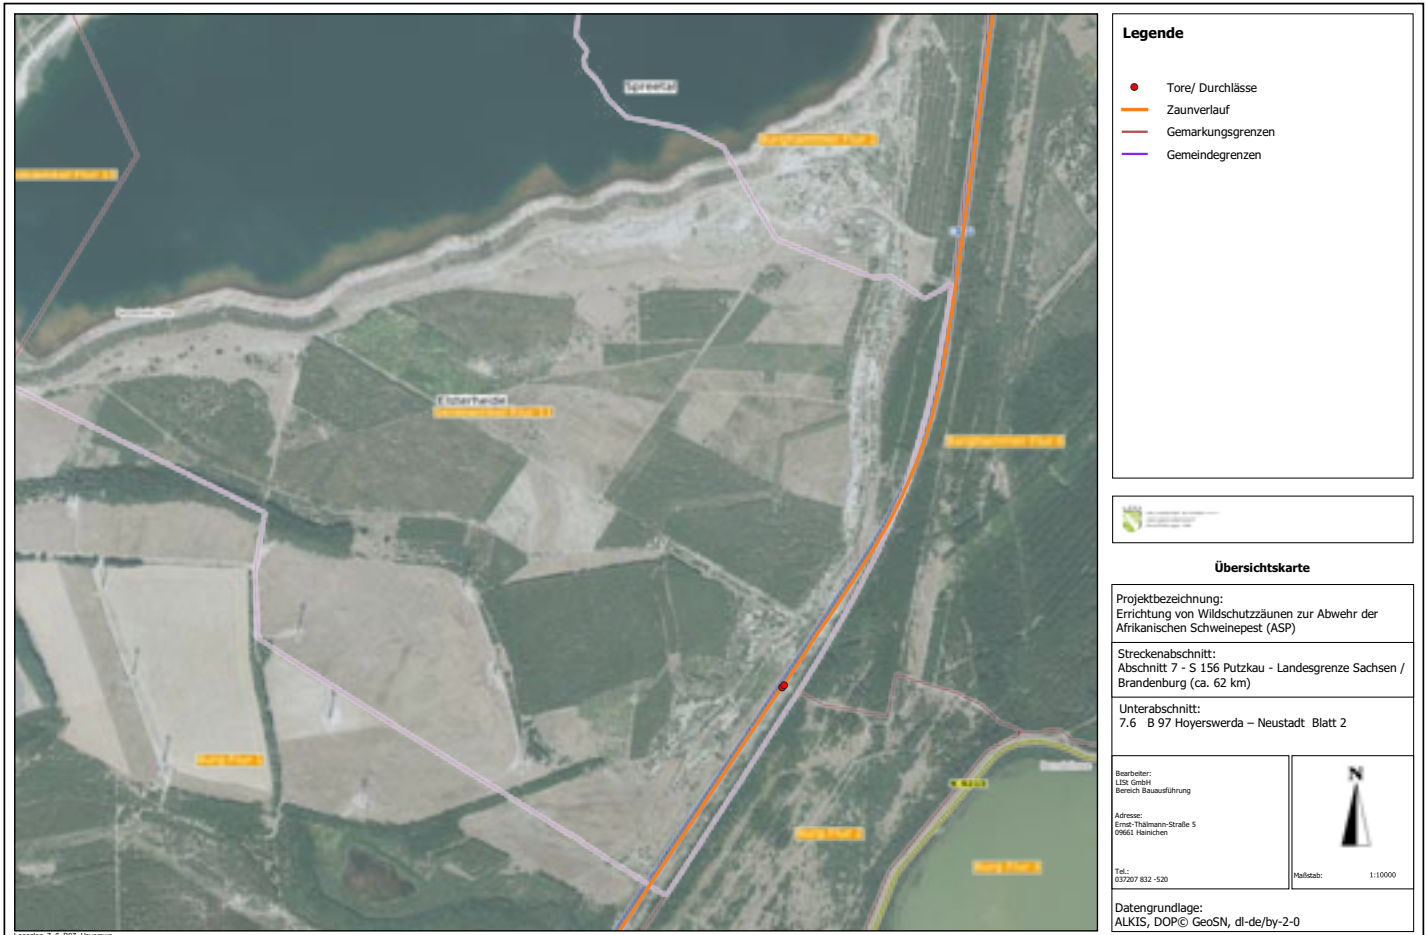 Spreetal
Elsterheide
Legende
Tore/ Durchlässe
Zaunverlauf
Gemarkungsgrenzen
Gemeindegrenzen
Übersichtskarte
Projektbezeichnung:
Errichtung von Wildschutzzäunen zur Abwehr der
Afrikanischen Schweinepest (ASP)
Streckenabschnitt:
Abschnitt 7 - S 156 Putzkau - Landesgrenze Sachsen /
Brandenburg (ca. 62 km)
Unterabschnitt:
7.6 B 97 Hoyerswerda – Neustadt Blatt 2
Bearbeiter:
LISt GmbH
Bereich Bauausführung
Adresse:
Ernst-Thälmann-Straße 5
09661 Hainichen
Tel.:
037207 832 -520
N
Maßstab: 1:10000
Datengrundlage:
ALKIS, DOP© GeoSN, dl-de/by-2-0